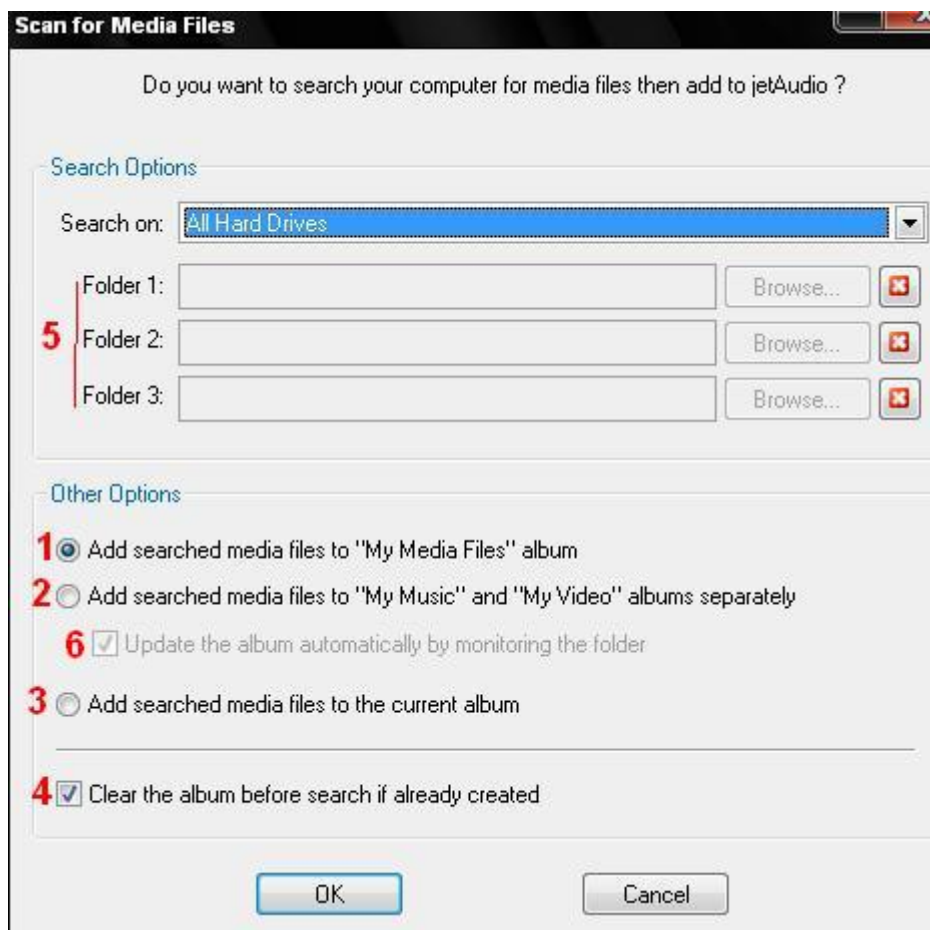 Scan for Media Files
Do you want to search your computer for media files then add to jetAudio ?
Search Options
Search on: All Hard Drives
Folder 1: Browse...
5 Folder 2: Browse...
Folder 3: Browse...
Other Options
1 Add searched media files to "My Media Files" album
2 Add searched media files to "My Music" and "My Video" albums separately
6 Update the album automatically by monitoring the folder
3 Add searched media files to the current album
4 Clear the album before search if already created
OK Cancel